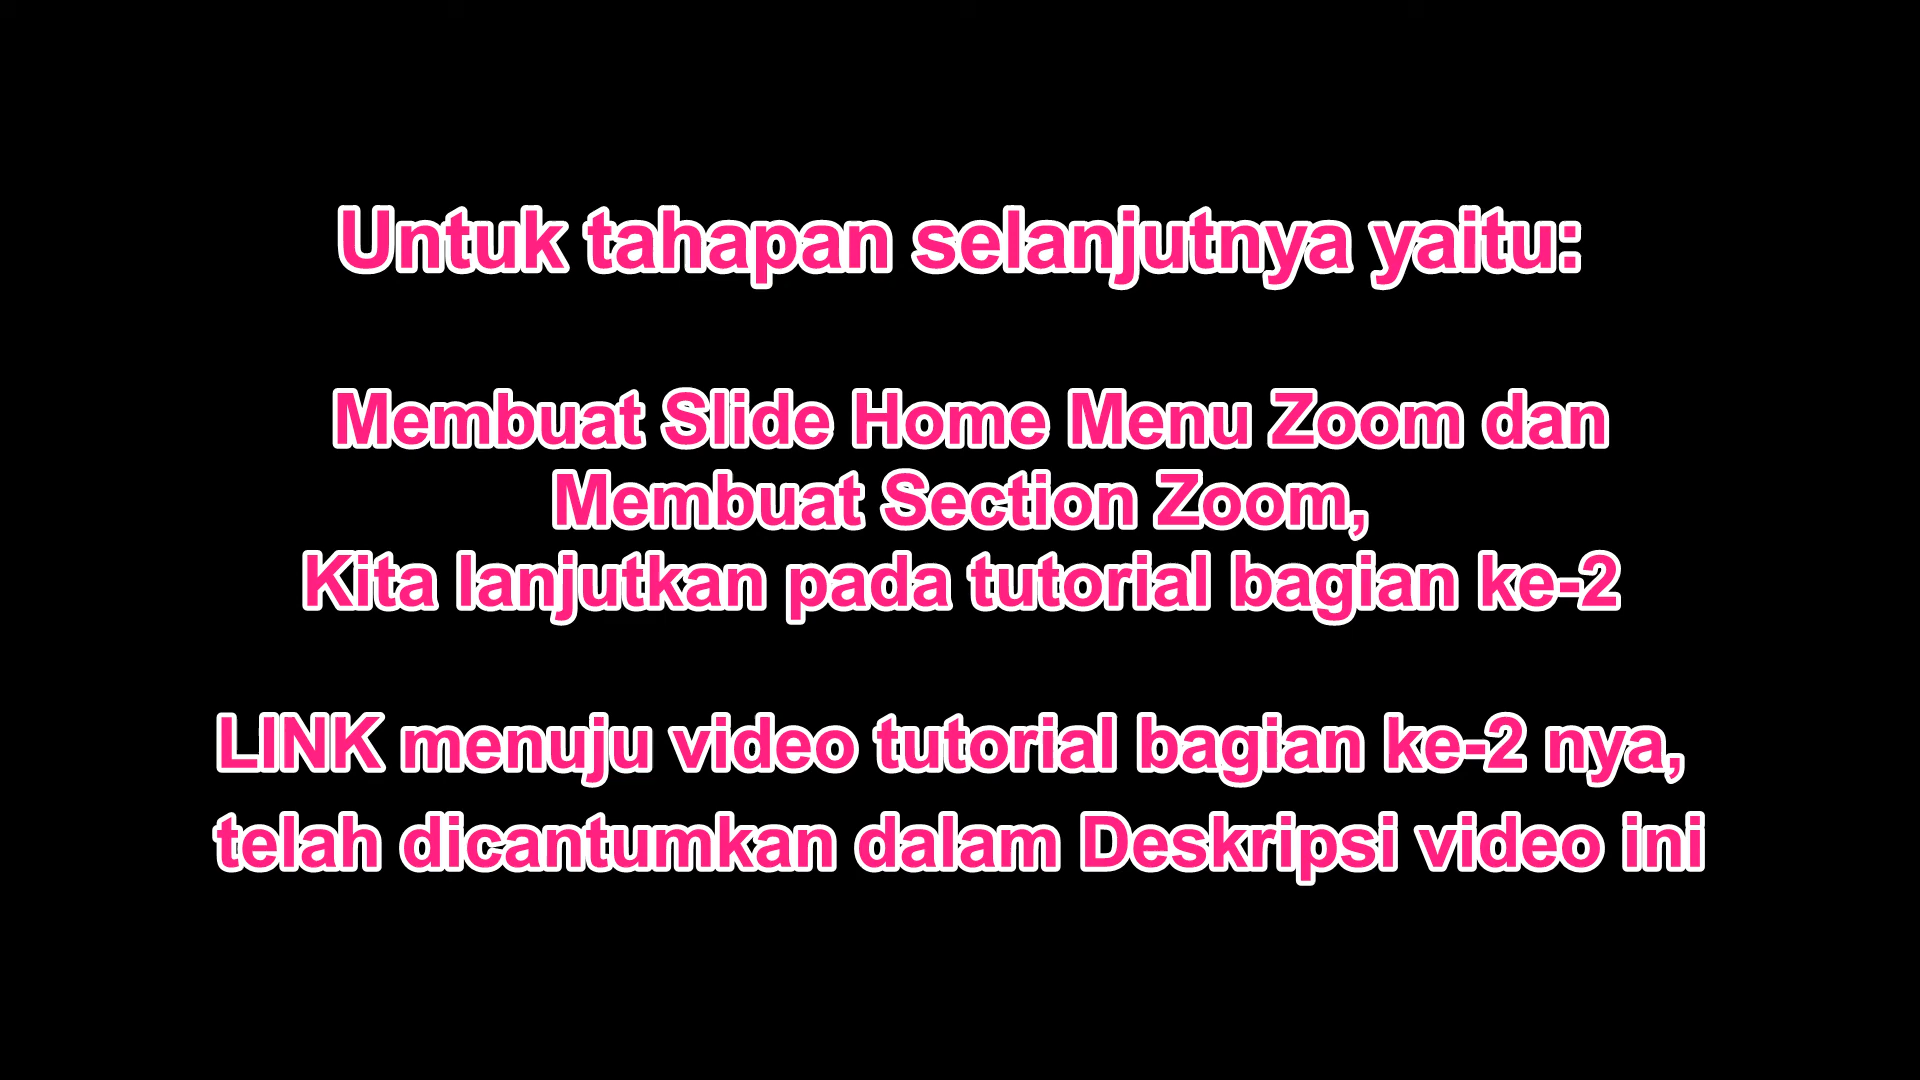 Untuk tahapan selanjutnya yaitu:
Membuat Slide Home Menu Zoom dan
Membuat Section Zoom,
Kita lanjutkan pada tutorial bagian ke-2
LINK menuju video tutorial bagian ke-2 nya,
telah dicantumkan dalam Deskripsi video ini